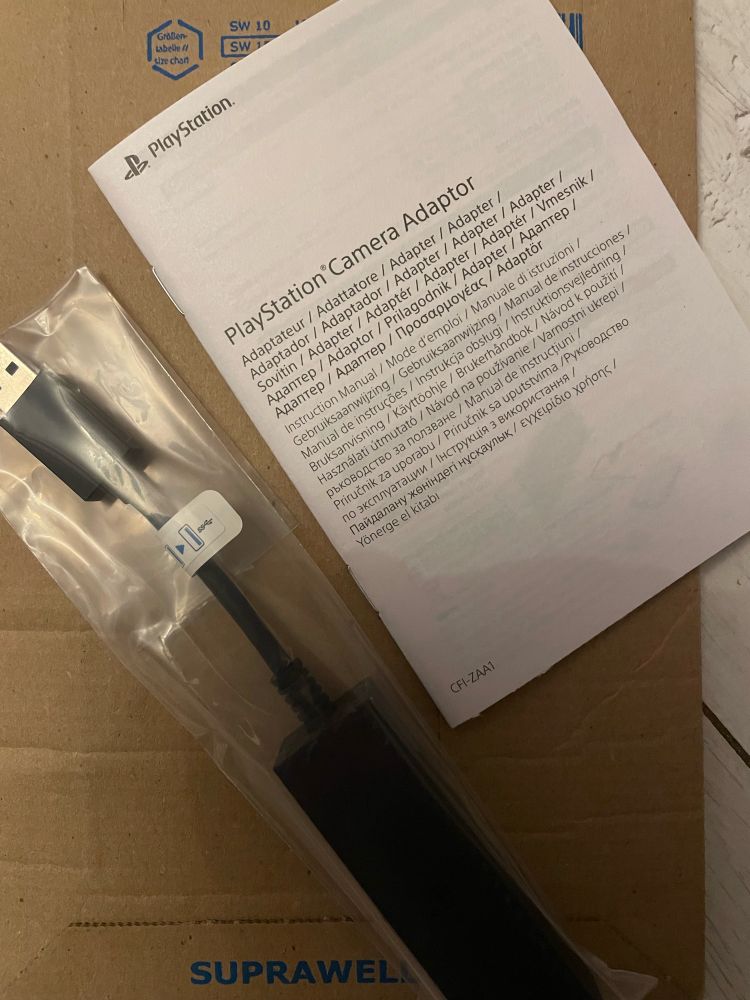 Größen-
tabelle //
size chart
SW 10
PlayStation.
PlayStation® Camera Adaptor
Adaptateur / Adattatore / Adapter / Adapter /
Adaptador / Adaptador / Adapter / Adapter / Adapter /
Sovitin / Adapter / Adaptér / Adapter / Adaptér / Vmesnik /
Адаптер / Adaptor / Prilagodnik / Adapter / Адаптер /
Адаптер / Адаптер / Προσαρμογέας / Adaptör
Instruction Manual / Mode d'emploi / Manuale di istruzioni /
Gebruiksaanwijzing / Gebruiksaanwijzing / Manual de instrucciones /
Manual de instruções / Instrukcja obsługi / Instruktionsvejledning /
Bruksanvisning / Käyttöohje / Brukerhåndbok / Návod k použití /
Használati útmutató / Návod na používanie / Varnostni ukrepi /
ръководство за ползване / Manual de instrucțiuni /
Priručnik za uporabu / Priručnik sa uputstvima /Руководство
по эксплуатации / Інструкція з використання /
Пайдалану жөніндегі нұсқаулық / εγχειρίδιο χρήσης /
Yönerge el kitabı
CFI-ZAA1
SUPRAWELL